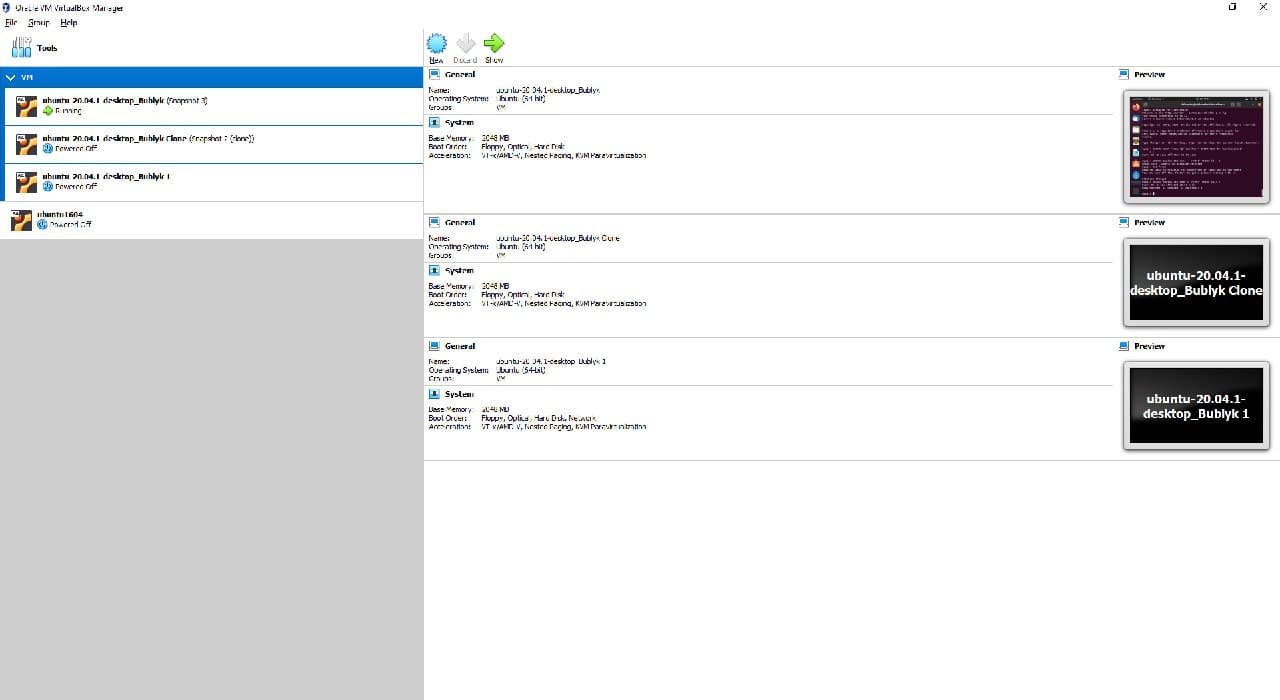 Oracle VM VirtualBox Manager
File Group Help
Tools
New Discard Show
VM
ubuntu-20.04.1-desktop_Bublyk (Snapshot 3)
Running
ubuntu-20.04.1-desktop_Bublyk Clone (Snapshot 2 (clone))
Powered Off
ubuntu-20.04.1-desktop_Bublyk 1
Powered Off
ubuntu1604
Powered Off
General
Name: ubuntu-20.04.1-desktop_Bublyk
Operating System: Ubuntu (64-bit)
Groups: VM
System
Base Memory: 2048 MB
Boot Order: Floppy, Optical, Hard Disk
Acceleration: VT-x/AMD-V, Nested Paging, KVM Paravirtualization
Preview
General
Name: ubuntu-20.04.1-desktop_Bublyk Clone
Operating System: Ubuntu (64-bit)
Groups: VM
System
Base Memory: 2048 MB
Boot Order: Floppy, Optical, Hard Disk
Acceleration: VT-x/AMD-V, Nested Paging, KVM Paravirtualization
Preview
ubuntu-20.04.1-
desktop_Bublyk Clone
General
Name: ubuntu-20.04.1-desktop_Bublyk 1
Operating System: Ubuntu (64-bit)
Groups: VM
System
Base Memory: 2048 MB
Boot Order: Floppy, Optical, Hard Disk, Network
Acceleration: VT-x/AMD-V, Nested Paging, KVM Paravirtualization
Preview
ubuntu-20.04.1-
desktop_Bublyk 1